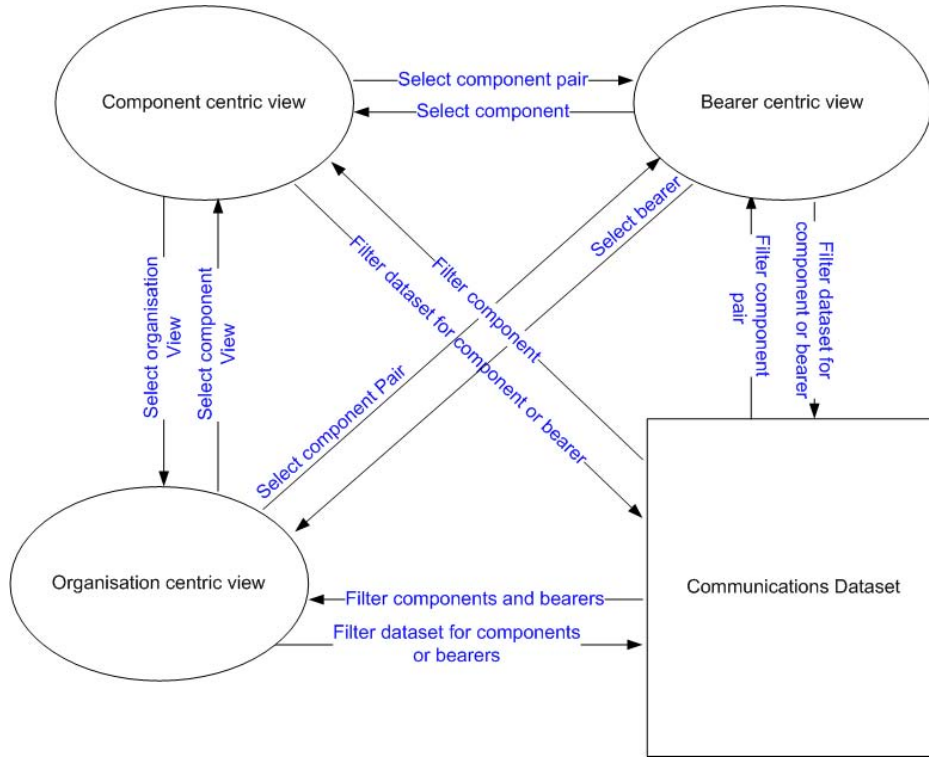 Component centric view
Select component pair
Select component
Bearer centric view
Select organisation
View
Select component
View
Filter dataset for component or bearer
Filter component
Select component Pair
Select bearer
Filter component
pair
Filter dataset for
component or bearer
Organisation centric view
Filter components and bearers
Filter dataset for components
or bearers
Communications Dataset